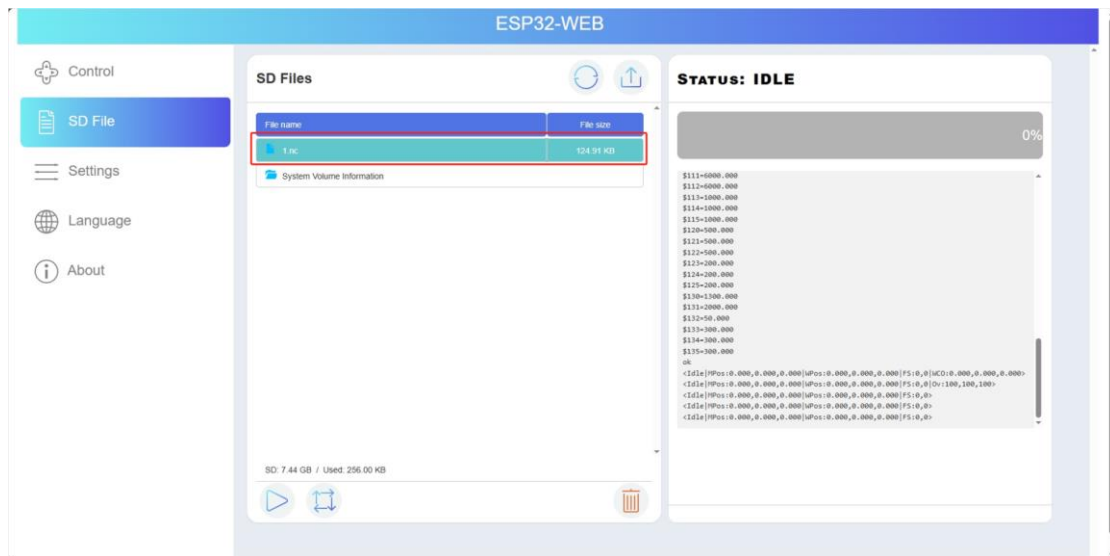 ESP32-WEB
Control
SD File
Settings
Language
About
SD Files
File name File size
1.nc 124.91 KB
System Volume Information
SD: 7.44 GB / Used: 256.00 KB
STATUS: IDLE
0%
$111=6000.000
$112=6000.000
$113=1000.000
$114=1000.000
$115=1000.000
$120=500.000
$121=500.000
$122=500.000
$123=200.000
$124=200.000
$125=200.000
$130=1300.000
$131=2000.000
$132=50.000
$133=300.000
$134=300.000
$135=300.000
ok
<Idle|MPos:0.000,0.000,0.000|WPos:0.000,0.000,0.000|FS:0,0|WCO:0.000,0.000,0.000>
<Idle|MPos:0.000,0.000,0.000|WPos:0.000,0.000,0.000|FS:0,0|Ov:100,100,100>
<Idle|MPos:0.000,0.000,0.000|WPos:0.000,0.000,0.000|FS:0,0>
<Idle|MPos:0.000,0.000,0.000|WPos:0.000,0.000,0.000|FS:0,0>
<Idle|MPos:0.000,0.000,0.000|WPos:0.000,0.000,0.000|FS:0,0>